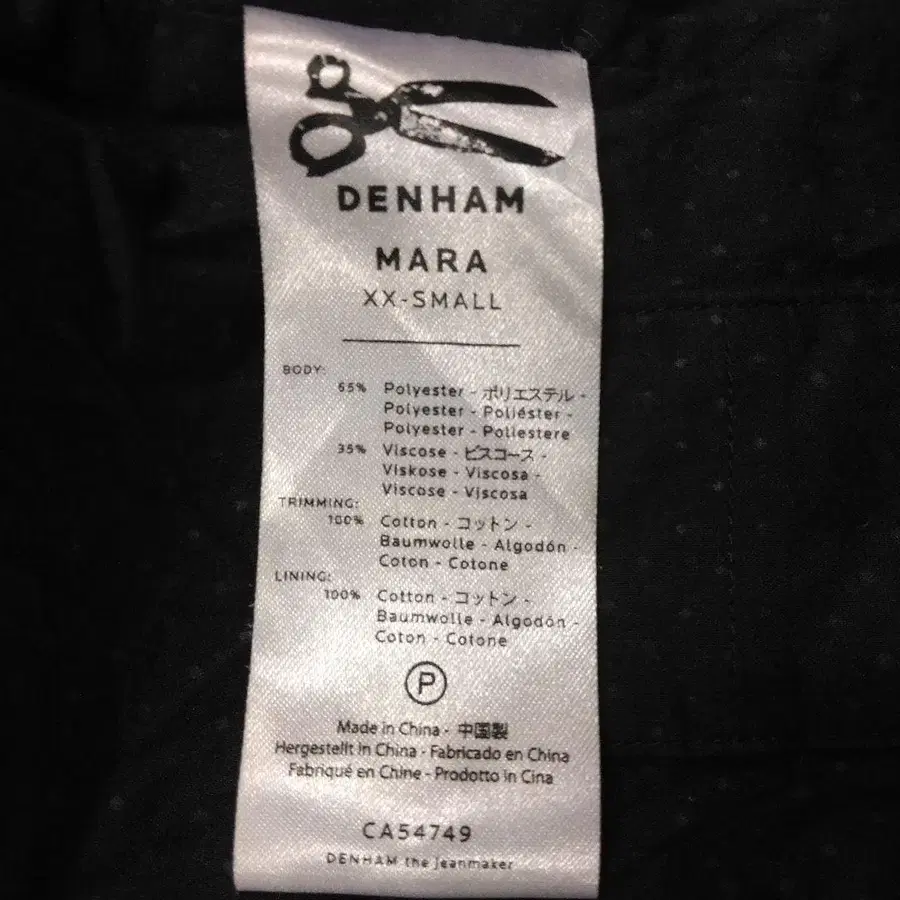 DENHAM
MARA
XX-SMALL
BODY:
65% Polyester - ポリエステル -
Polyester - Poliéster -
Polyester - Poliestere
35% Viscose - ビスコース -
Viskose - Viscosa -
Viscose - Viscosa
TRIMMING:
100% Cotton - コットン -
Baumwolle - Algodón -
Coton - Cotone
LINING:
100% Cotton - コットン -
Baumwolle - Algodón -
Coton - Cotone
P
Made in China - 中国製
Hergestellt in China - Fabricado en China
Fabriqué en Chine - Prodotto in Cina
CA54749
DENHAM the jeanmaker